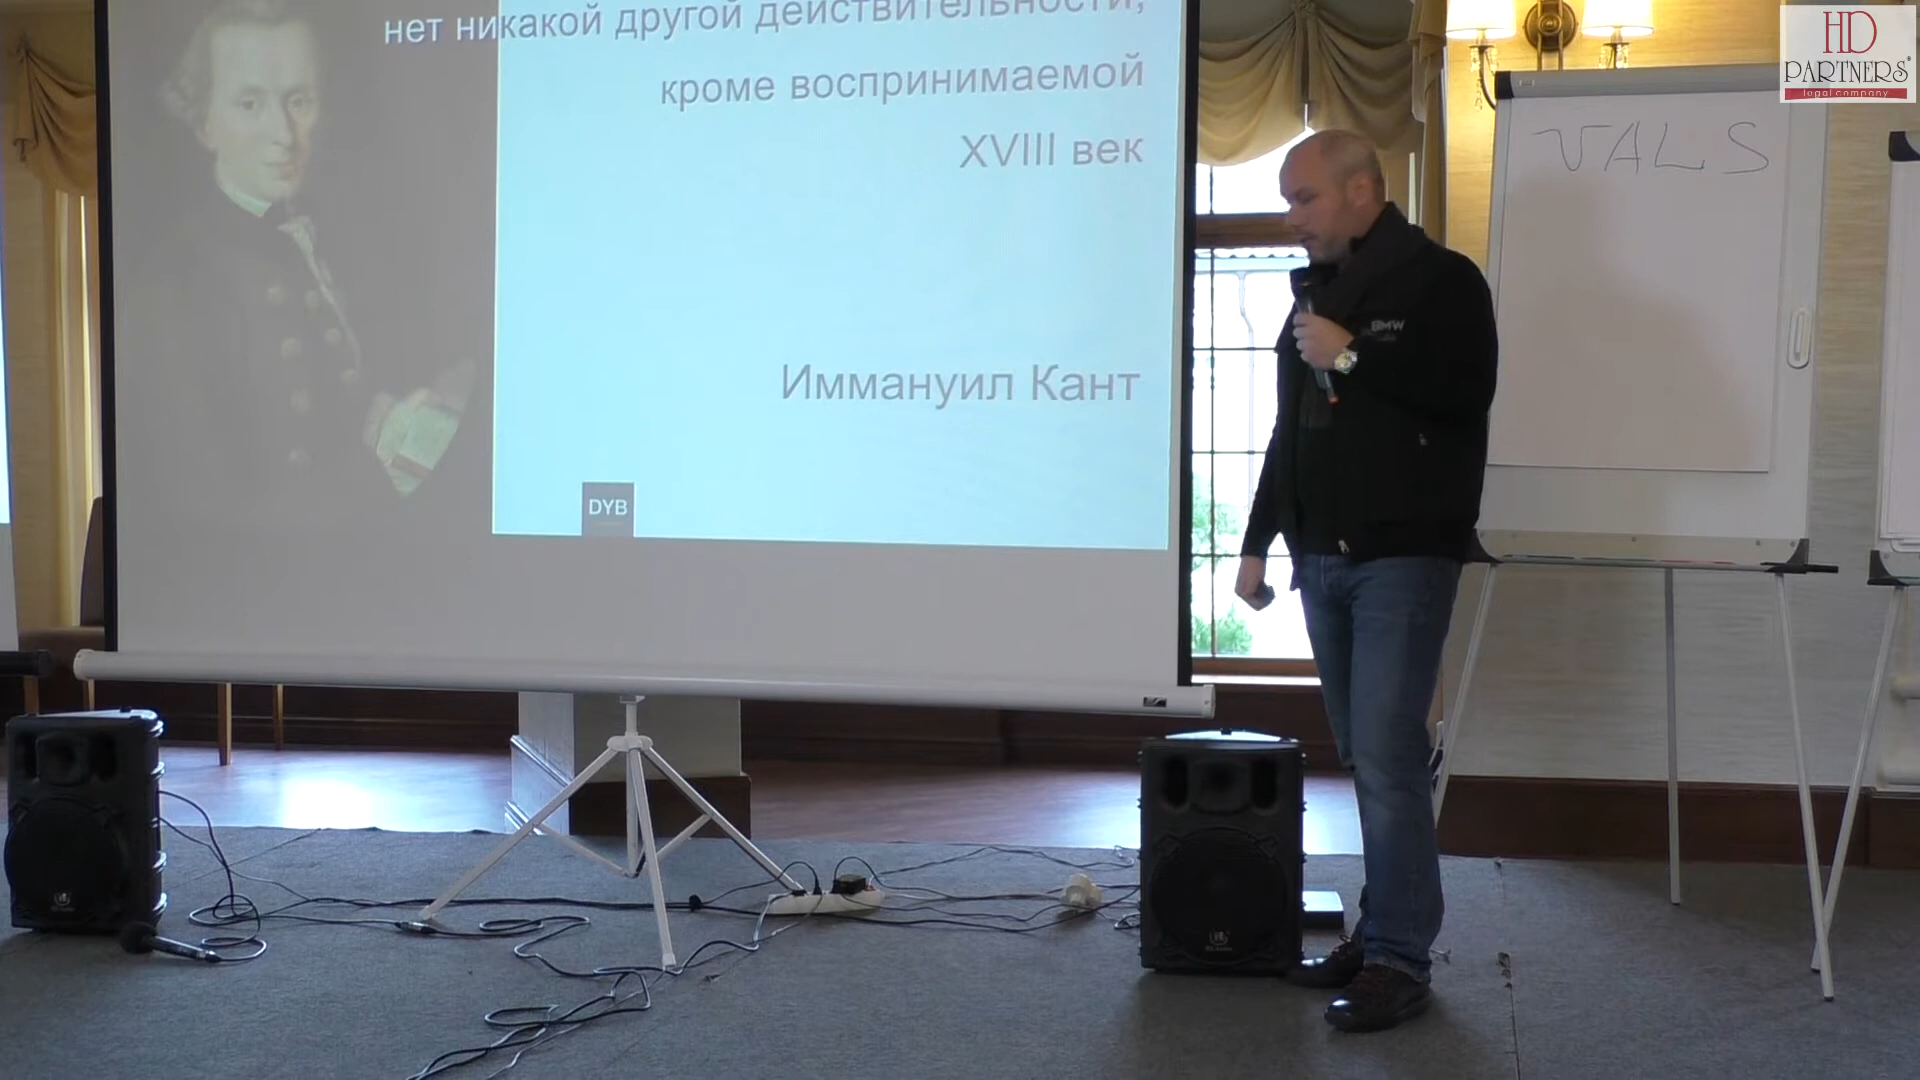 нет никакой другой действительности,
кроме воспринимаемой
XVIII век
Иммануил Кант
DYB
VALS
BMW
HD
PARTNERS®
legal company